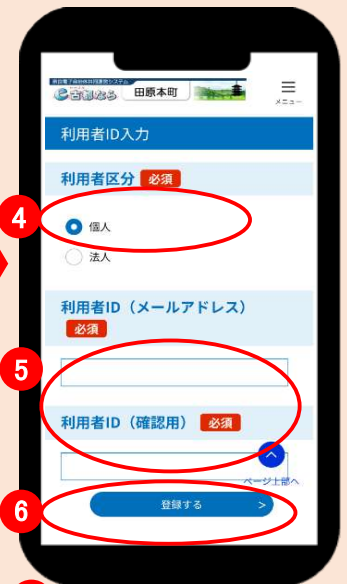 e古都なら
田原本町
メニュー
利用者ID入力
利用者区分 必須
4
個人
法人
利用者ID（メールアドレス）
必須
5
利用者ID（確認用） 必須
ページ上部へ
6
登録する >